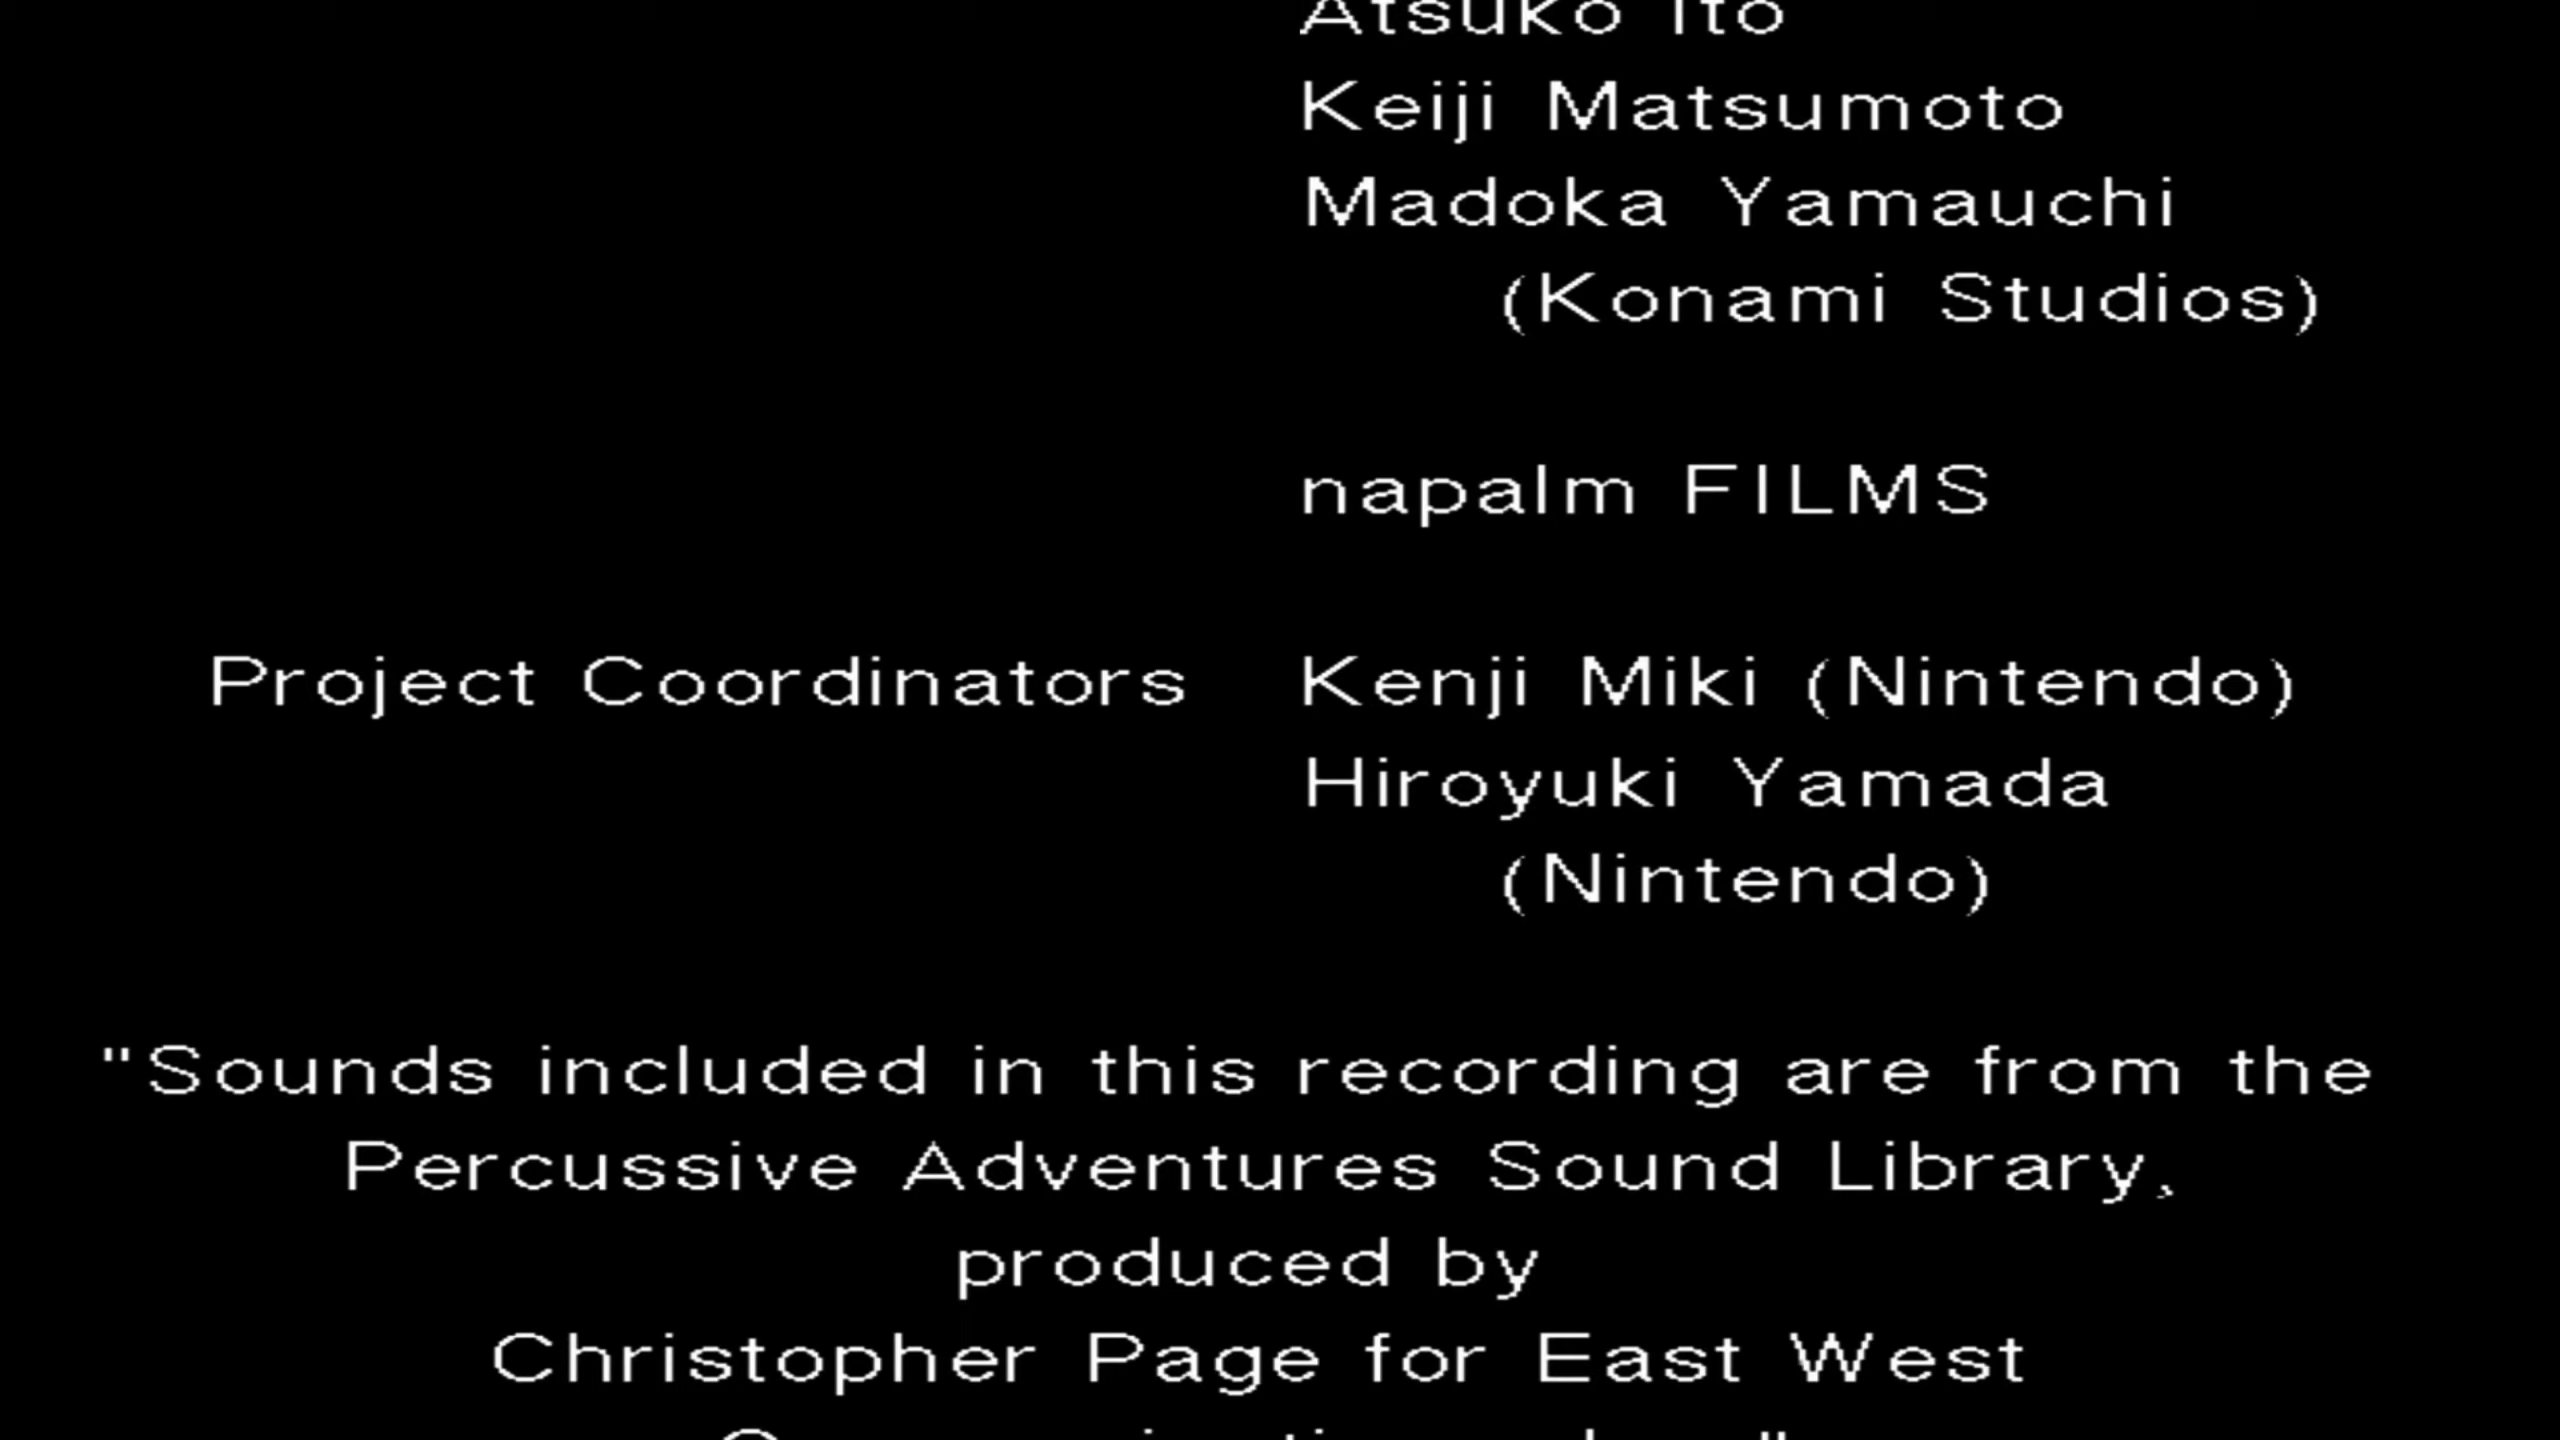 Atsuko Ito
Keiji Matsumoto
Madoka Yamauchi
(Konami Studios)
napalm FILMS
Project Coordinators Kenji Miki (Nintendo)
Hiroyuki Yamada
(Nintendo)
"Sounds included in this recording are from the
Percussive Adventures Sound Library,
produced by
Christopher Page for East West